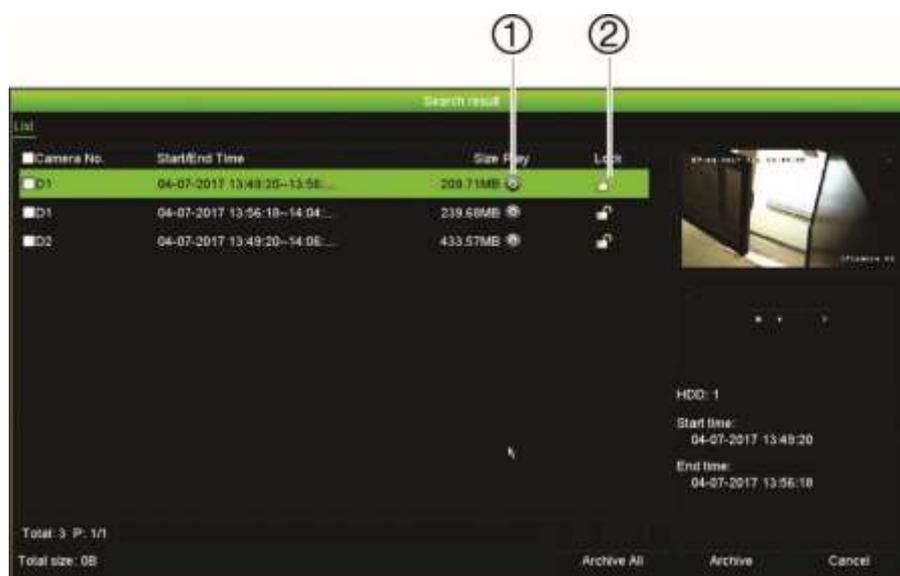 ① ②
Search result
List
Camera No. Start/End Time Size Play Lock
D1 04-07-2017 13:49:20--13:56:... 209.71MB
D1 04-07-2017 13:56:18--14:04:... 239.68MB
D2 04-07-2017 13:49:20--14:06:... 433.57MB
HDD: 1
Start time:
04-07-2017 13:49:20
End time:
04-07-2017 13:56:18
Total: 3 P: 1/1
Total size: 0B
Archive All Archive Cancel